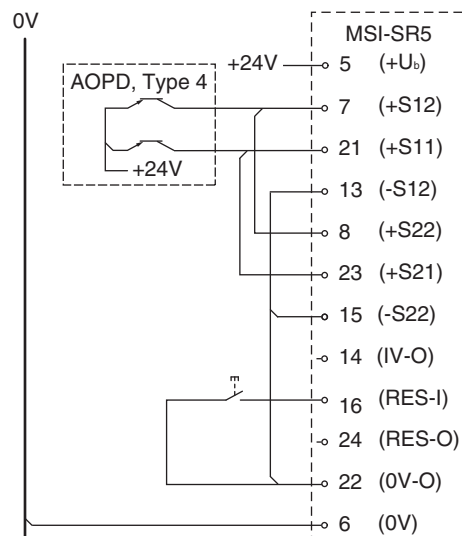 0V
MSI-SR5
+24V 5 (+Ub)
AOPD, Type 4
7 (+S12)
21 (+S11)
+24V
13 (-S12)
8 (+S22)
23 (+S21)
15 (-S22)
14 (IV-O)
16 (RES-I)
24 (RES-O)
22 (0V-O)
6 (0V)